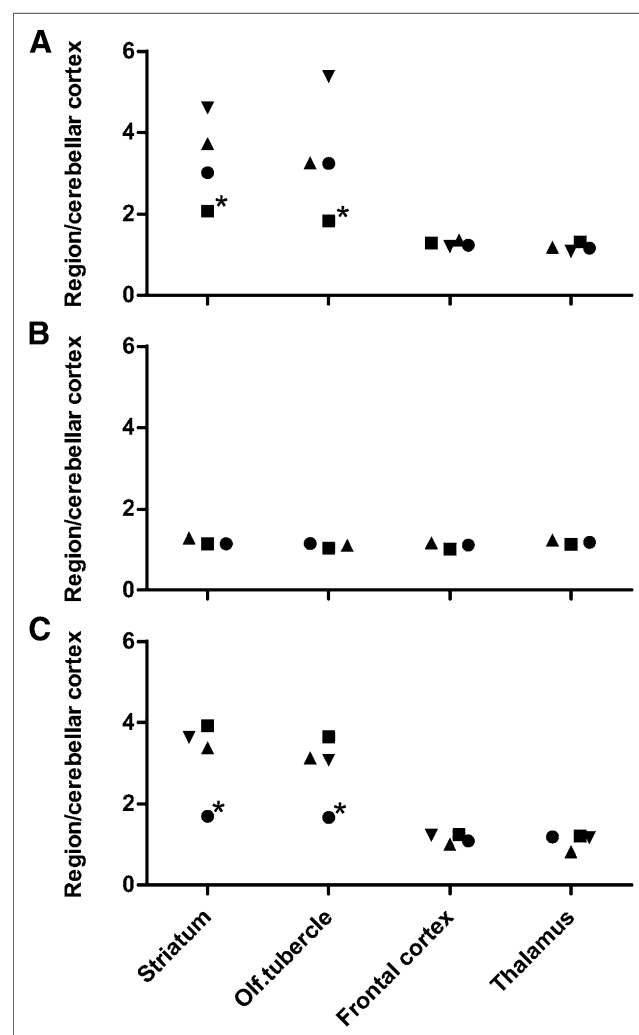 A
Region/cerebellar cortex
6
4
2
0
*
*
B
Region/cerebellar cortex
6
4
2
0
C
Region/cerebellar cortex
6
4
2
0
*
*
Striatum
Olf.tubercle
Frontal cortex
Thalamus